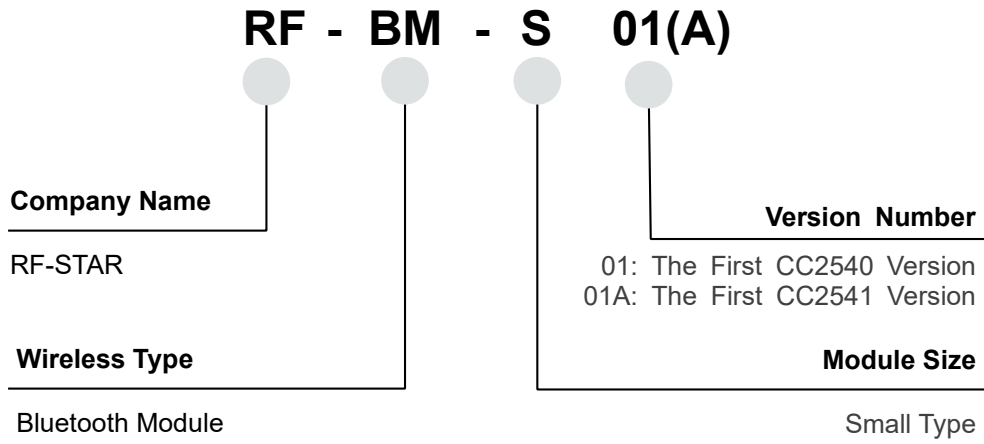 RF - BM - S 01(A)
Company Name
RF-STAR
Version Number
01: The First CC2540 Version
01A: The First CC2541 Version
Wireless Type
Bluetooth Module
Module Size
Small Type